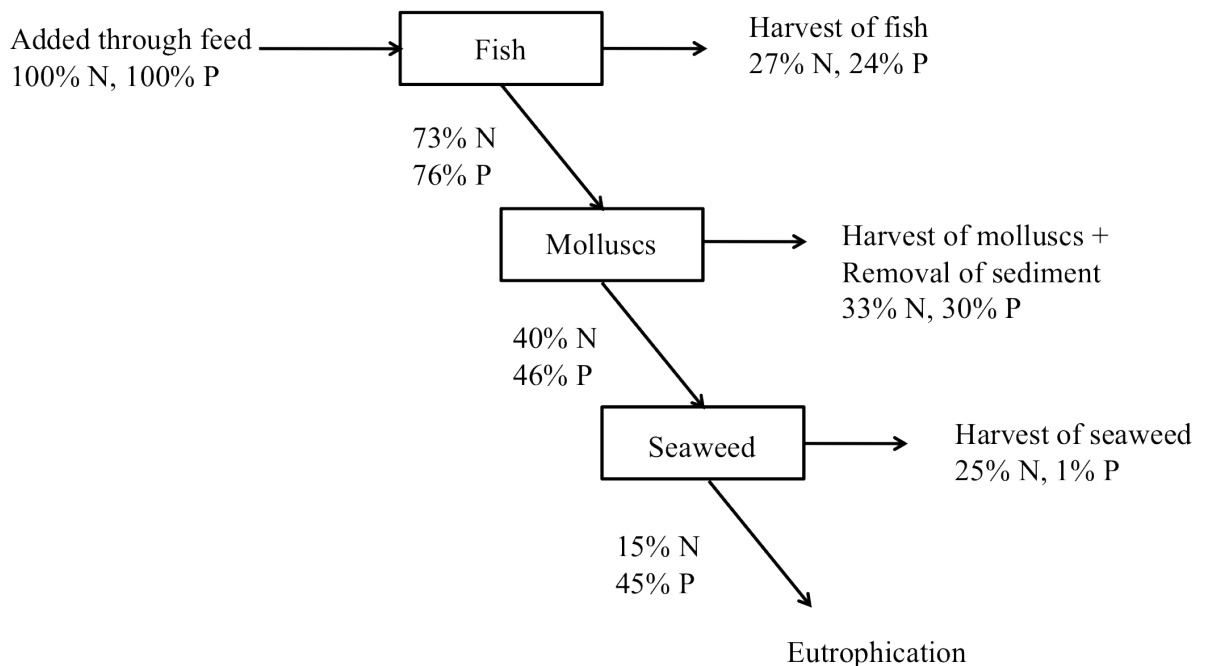 Added through feed
100% N, 100% P
Fish
Harvest of fish
27% N, 24% P
73% N
76% P
Molluscs
Harvest of molluscs +
Removal of sediment
33% N, 30% P
40% N
46% P
Seaweed
Harvest of seaweed
25% N, 1% P
15% N
45% P
Eutrophication